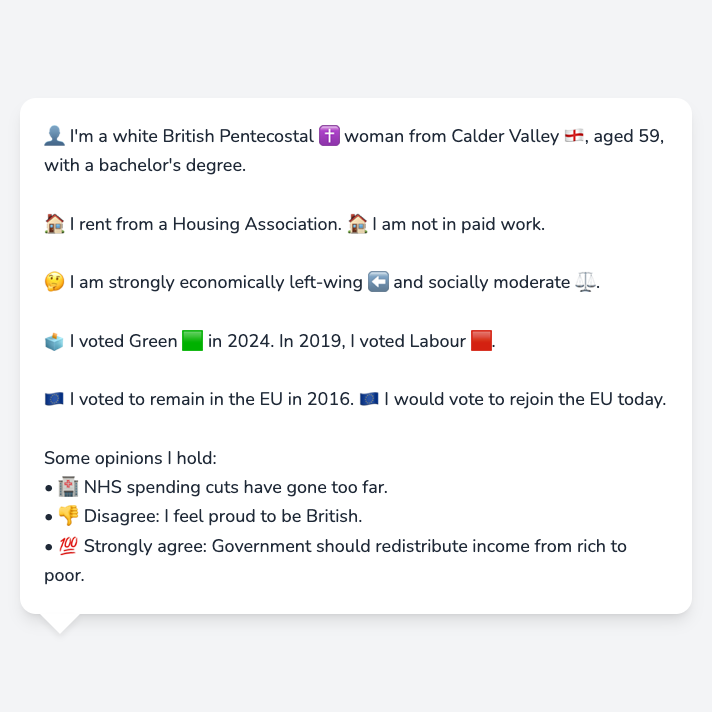 👤 I'm a white British Pentecostal ✝️ woman from Calder Valley 🏴󠁧󠁢󠁥󠁮󠁧󠁿, aged 59,
with a bachelor's degree.
🏠 I rent from a Housing Association. 🏠 I am not in paid work.
🤔 I am strongly economically left-wing ⬅️ and socially moderate ⚖️.
🗳️ I voted Green 🟩 in 2024. In 2019, I voted Labour 🟥.
🇪🇺 I voted to remain in the EU in 2016. 🇪🇺 I would vote to rejoin the EU today.
Some opinions I hold:
• 🏥 NHS spending cuts have gone too far.
• 👎 Disagree: I feel proud to be British.
• 💯 Strongly agree: Government should redistribute income from rich to
poor.